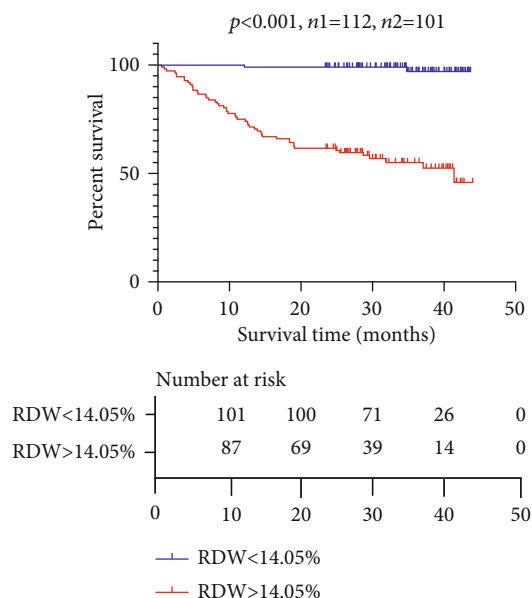 p<0.001, n1=112, n2=101
Percent survival
100
50
0
0 10 20 30 40 50
Survival time (months)
Number at risk
RDW<14.05% 101 100 71 26 0
RDW>14.05% 87 69 39 14 0
0 10 20 30 40 50
RDW<14.05%
RDW>14.05%